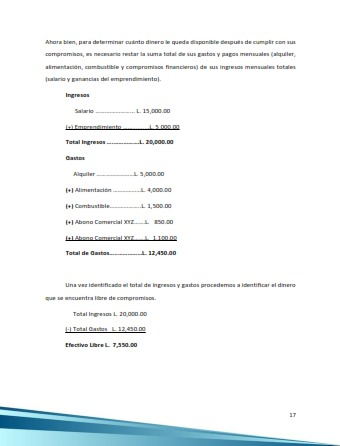 Ahora bien, para determinar cuánto dinero le queda disponible después de cumplir con sus
compromisos, es necesario restar la suma total de sus gastos y pagos mensuales (alquiler,
alimentación, combustible y compromisos financieros) de sus ingresos mensuales totales
(salario y ganancias del emprendimiento).
Ingresos
Salario ........................ L. 15,000.00
(+) Emprendimiento ................L. 5,000.00
Total Ingresos ...................L. 20,000.00
Gastos
Alquiler .......................L. 5,000.00
(+) Alimentación .................L. 4,000.00
(+) Combustible...................L. 1,500.00
(+) Abono Comercial XYZ.......L. 850.00
(+) Abono Comercial XYZ.......L. 1,100.00
Total de Gastos...................L. 12,450.00
Una vez identificado el total de ingresos y gastos procedemos a identificar el dinero
que se encuentra libre de compromisos.
Total Ingresos L. 20,000.00
(-) Total Gastos L. 12,450.00
Efectivo Libre L. 7,550.00
17